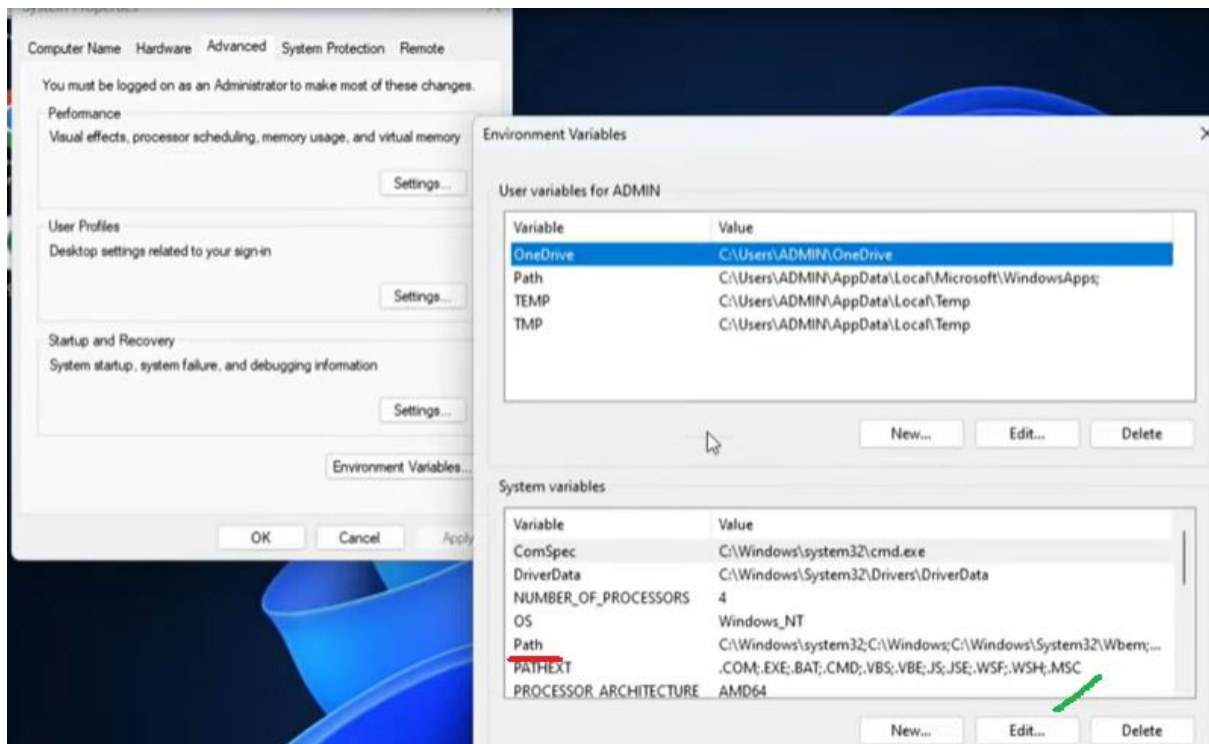 System Properties
Computer Name Hardware Advanced System Protection Remote
You must be logged on as an Administrator to make most of these changes.
Performance
Visual effects, processor scheduling, memory usage, and virtual memory
Settings...
User Profiles
Desktop settings related to your sign-in
Settings...
Startup and Recovery
System startup, system failure, and debugging information
Settings...
Environment Variables...
OK Cancel Apply
Environment Variables
User variables for ADMIN
Variable Value
OneDrive C:\Users\ADMIN\OneDrive
Path C:\Users\ADMIN\AppData\Local\Microsoft\WindowsApps;
TEMP C:\Users\ADMIN\AppData\Local\Temp
TMP C:\Users\ADMIN\AppData\Local\Temp
New... Edit... Delete
System variables
Variable Value
ComSpec C:\Windows\system32\cmd.exe
DriverData C:\Windows\System32\Drivers\DriverData
NUMBER_OF_PROCESSORS 4
OS Windows_NT
Path C:\Windows\system32;C:\Windows;C:\Windows\System32\Wbem;...
PATHEXT .COM;.EXE;.BAT;.CMD;.VBS;.VBE;.JS;.JSE;.WSF;.WSH;.MSC
PROCESSOR_ARCHITECTURE AMD64
New... Edit... Delete